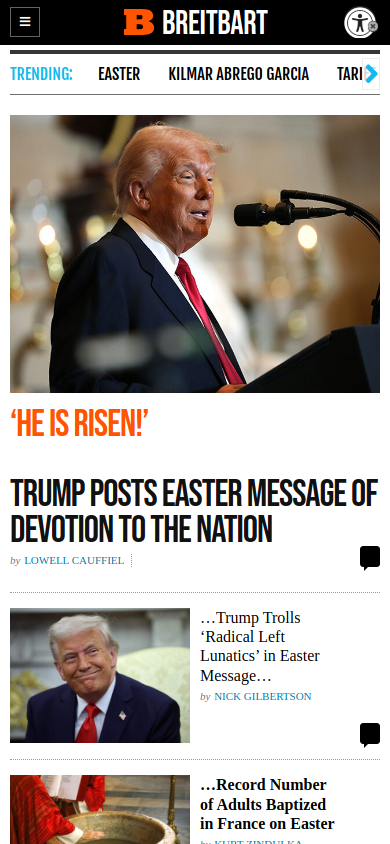 B BREITBART
TRENDING: EASTER KILMAR ABREGO GARCIA
‘HE IS RISEN!’
TRUMP POSTS EASTER MESSAGE OF
DEVOTION TO THE NATION
by LOWELL CAUFFIEL
…Trump Trolls
‘Radical Left
Lunatics’ in Easter
Message…
by NICK GILBERTSON
…Record Number
of Adults Baptized
in France on Easter
by KURT ZINDULKA